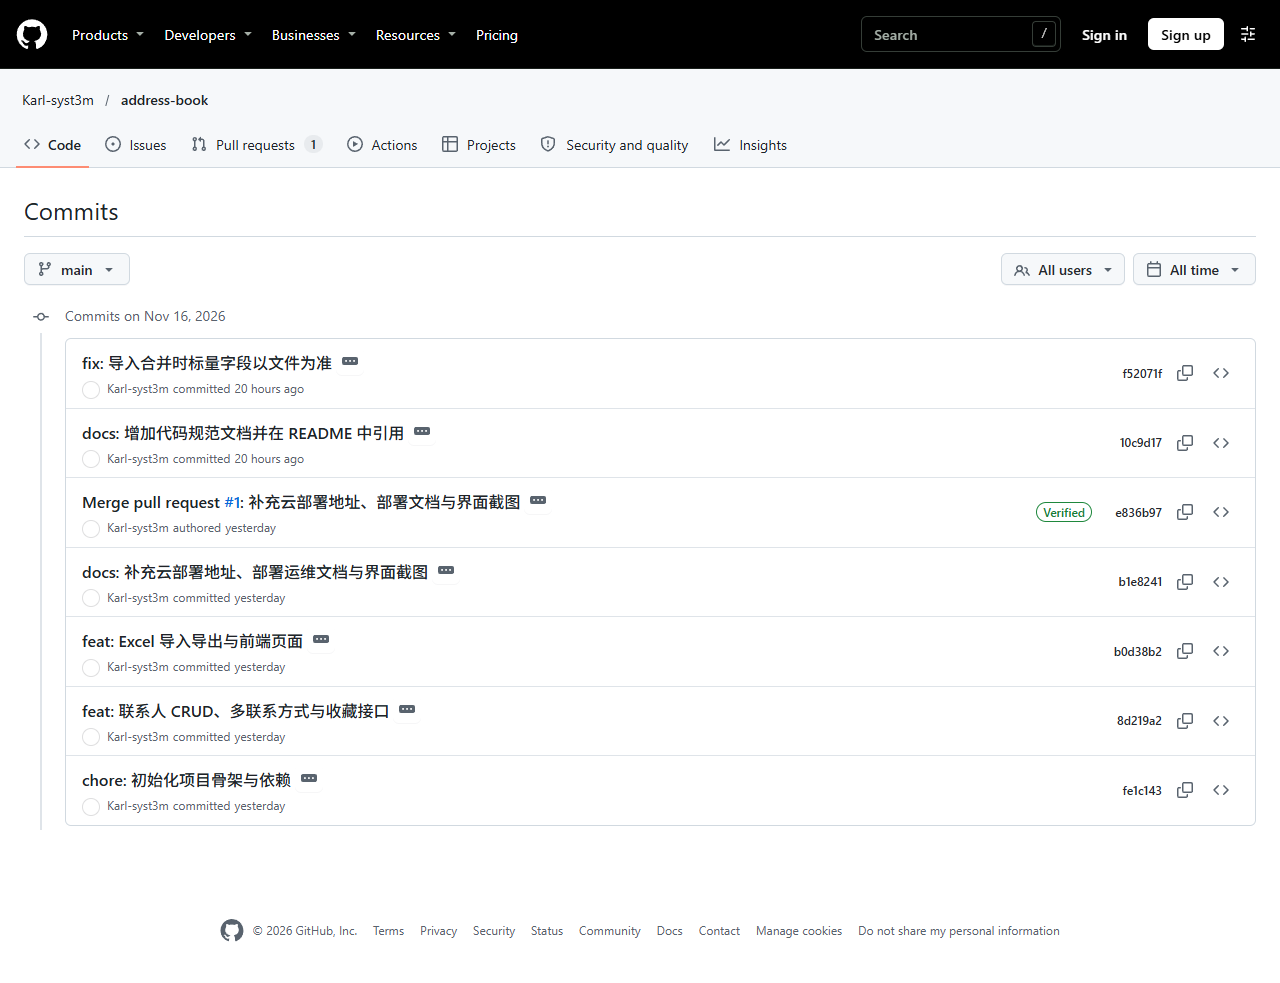 Products Developers Businesses Resources Pricing Search / Sign in Sign up
Karl-syst3m / address-book
Code Issues Pull requests 1 Actions Projects Security and quality Insights
Commits
main All users All time
Commits on Nov 16, 2026
fix: 导入合并时标量字段以文件为准
Karl-syst3m committed 20 hours ago
f52071f
docs: 增加代码规范文档并在 README 中引用
Karl-syst3m committed 20 hours ago
10c9d17
Merge pull request #1: 补充云部署地址、部署文档与界面截图
Karl-syst3m authored yesterday
Verified e836b97
docs: 补充云部署地址、部署运维文档与界面截图
Karl-syst3m committed yesterday
b1e8241
feat: Excel 导入导出与前端页面
Karl-syst3m committed yesterday
b0d38b2
feat: 联系人 CRUD、多联系方式与收藏接口
Karl-syst3m committed yesterday
8d219a2
chore: 初始化项目骨架与依赖
Karl-syst3m committed yesterday
fe1c143
© 2026 GitHub, Inc. Terms Privacy Security Status Community Docs Contact Manage cookies Do not share my personal information